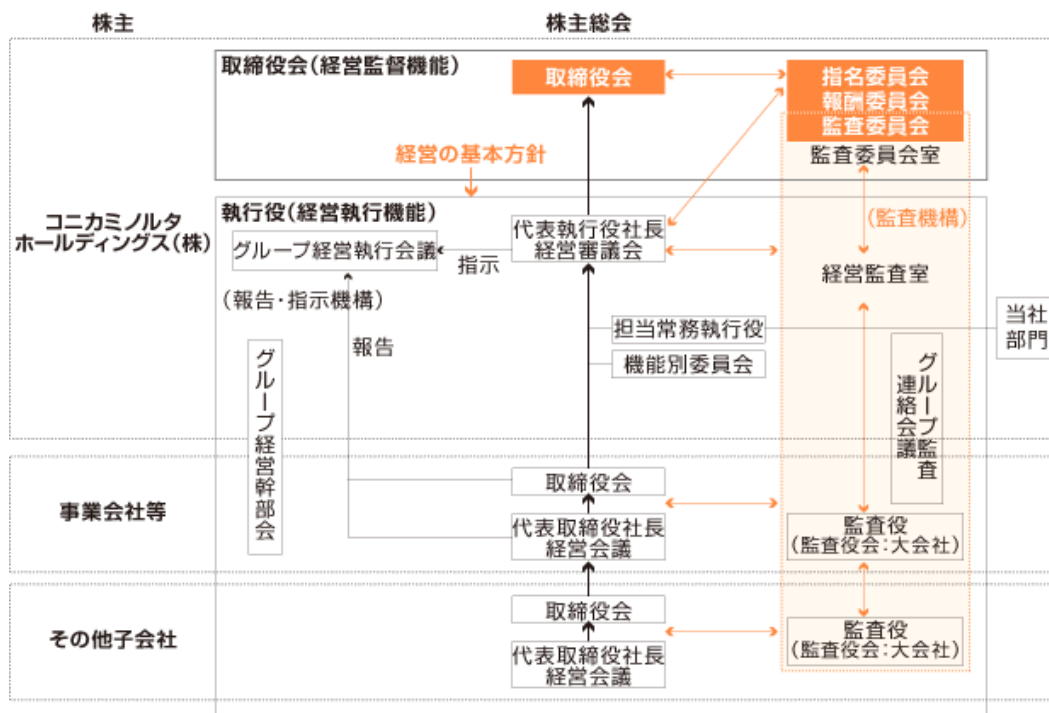 株主
株主総会
取締役会(経営監督機能)
取締役会
指名委員会
報酬委員会
監査委員会
監査委員会室
経営の基本方針
コニカミノルタ
ホールディングス(株)
執行役(経営執行機能)
グループ経営執行会議
指示
代表執行役社長
経営審議会
(監査機構)
経営監査室
(報告・指示機構)
報告
担当常務執行役
機能別委員会
当社
部門
グループ経営幹部会
グループ監査
連絡会議
事業会社等
取締役会
代表取締役社長
経営会議
監査役
(監査役会:大会社)
その他子会社
取締役会
代表取締役社長
経営会議
監査役
(監査役会:大会社)